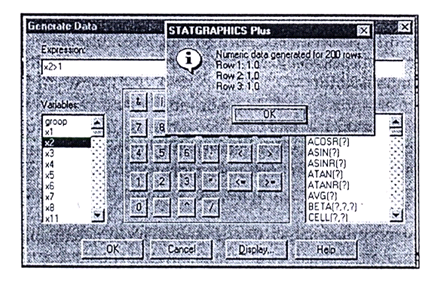 Generate Data
STATGRAPHICS Plus
Expression:
x2>1
Numeric data generated for 200 rows.
Row 1: 1,0
Row 2: 1,0
Row 3: 1,0
OK
Variables:
groop
x1
x2
x3
x4
x5
x6
x7
x8
x11
7 8
4 5 6 < >
1 2 3 - <= >=
0 . ^ /
ACOSR(?)
ASIN(?)
ASINR(?)
ATAN(?)
ATANR(?)
AVG(?)
BETA(?,?,?)
CELL(?,?)
OK Cancel Display... Help